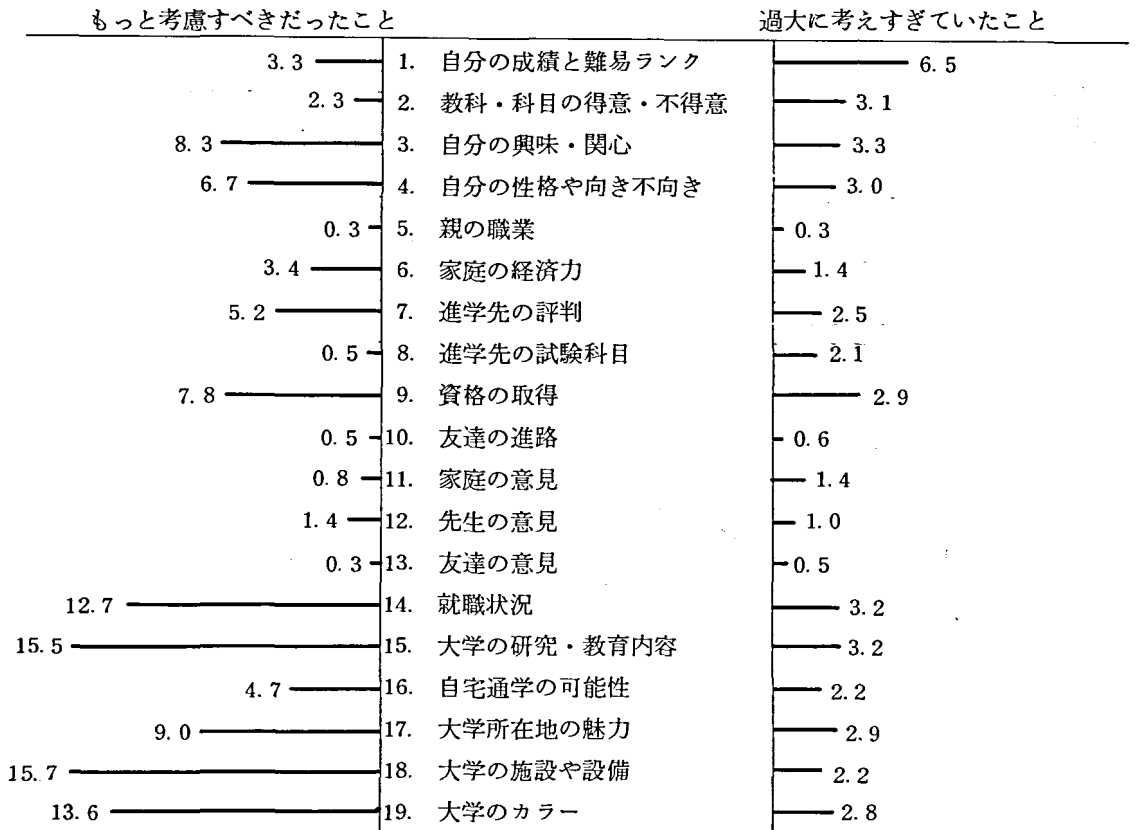 もっと考慮すべきだったこと 過大に考えすぎていたこと
3.3 1. 自分の成績と難易ランク 6.5
2.3 2. 教科・科目の得意・不得意 3.1
8.3 3. 自分の興味・関心 3.3
6.7 4. 自分の性格や向き不向き 3.0
0.3 5. 親の職業 0.3
3.4 6. 家庭の経済力 1.4
5.2 7. 進学先の評判 2.5
0.5 8. 進学先の試験科目 2.1
7.8 9. 資格の取得 2.9
0.5 10. 友達の進路 0.6
0.8 11. 家庭の意見 1.4
1.4 12. 先生の意見 1.0
0.3 13. 友達の意見 0.5
12.7 14. 就職状況 3.2
15.5 15. 大学の研究・教育内容 3.2
4.7 16. 自宅通学の可能性 2.2
9.0 17. 大学所在地の魅力 2.9
15.7 18. 大学の施設や設備 2.2
13.6 19. 大学のカラー 2.8